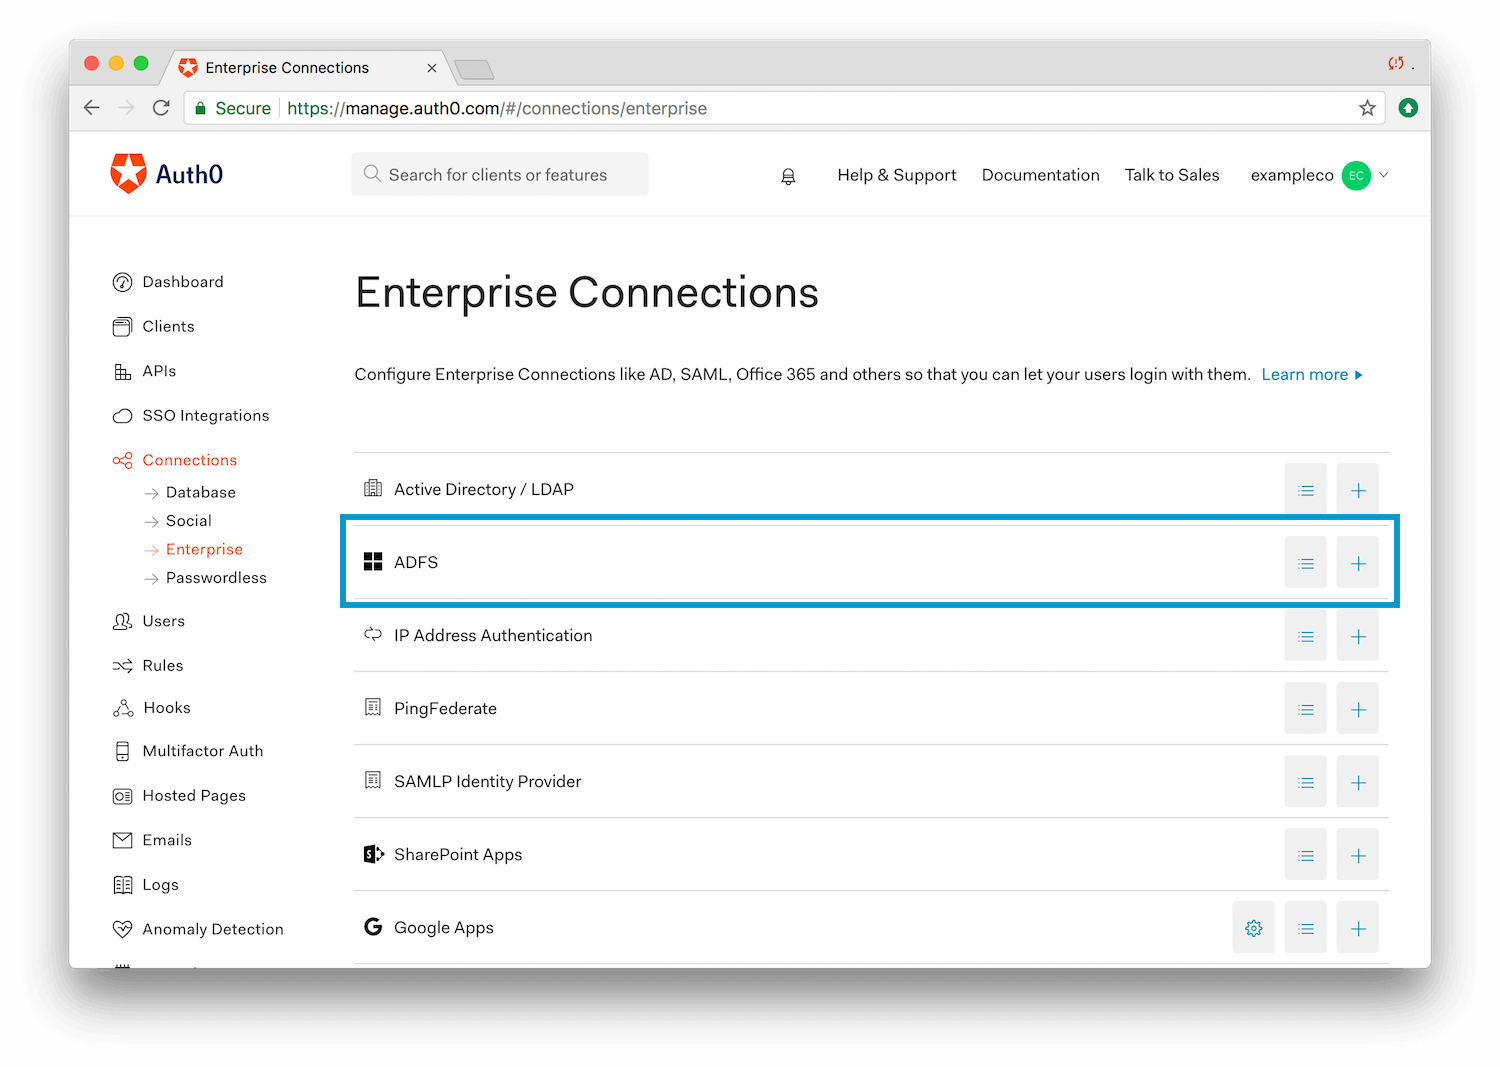 Enterprise Connections
Secure https://manage.auth0.com/#/connections/enterprise
Auth0
Search for clients or features
Help & Support
Documentation
Talk to Sales
exampleco
EC
Dashboard
Clients
APIs
SSO Integrations
Connections
Database
Social
Enterprise
Passwordless
Users
Rules
Hooks
Multifactor Auth
Hosted Pages
Emails
Logs
Anomaly Detection
Enterprise Connections
Configure Enterprise Connections like AD, SAML, Office 365 and others so that you can let your users login with them. Learn more
Active Directory / LDAP
ADFS
IP Address Authentication
PingFederate
SAMLP Identity Provider
SharePoint Apps
Google Apps